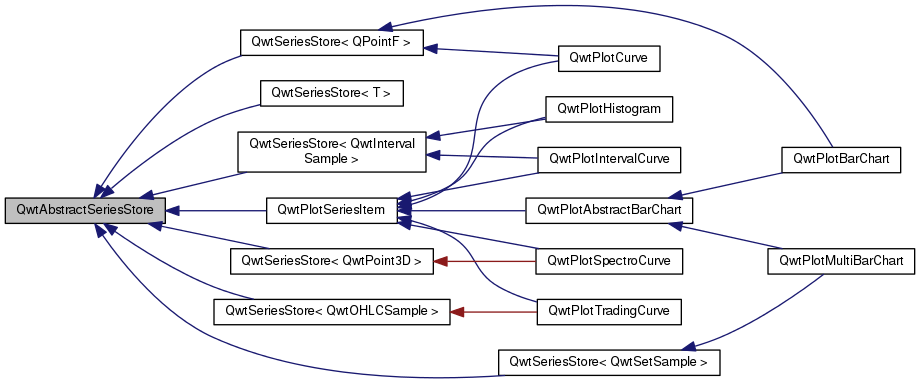 QwtSeriesStore< QPointF >
QwtPlotCurve
QwtSeriesStore< T >
QwtPlotHistogram
QwtSeriesStore< QwtInterval
Sample >
QwtPlotIntervalCurve
QwtPlotBarChart
QwtAbstractSeriesStore
QwtPlotSeriesItem
QwtPlotAbstractBarChart
QwtSeriesStore< QwtPoint3D >
QwtPlotSpectroCurve
QwtPlotMultiBarChart
QwtSeriesStore< QwtOHLCSample >
QwtPlotTradingCurve
QwtSeriesStore< QwtSetSample >